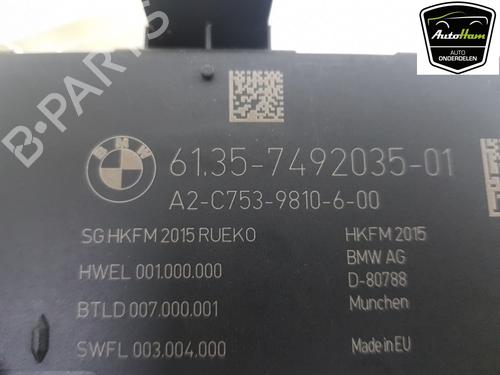 AutoHam
AUTO
ONDERDELEN
B-PARTS
BMW
61.35-7492035-01
A2-C753-9810-6-00
SG HKFM 2015 RUEKO
HWEL 001.000.000
BTLD 007.000.001
SWFL 003.004.000
HKFM 2015
BMW AG
D-80788
Munchen
Made in EU